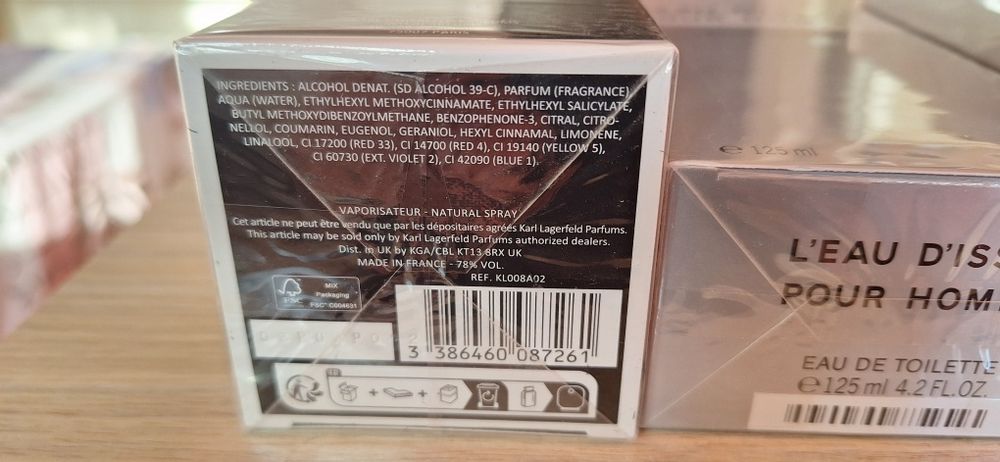 75002 PARIS
INGREDIENTS : ALCOHOL DENAT. (SD ALCOHOL 39-C), PARFUM (FRAGRANCE),
AQUA (WATER), ETHYLHEXYL METHOXYCINNAMATE, ETHYLHEXYL SALICYLATE,
BUTYL METHOXYDIBENZOYLMETHANE, BENZOPHENONE-3, CITRAL, CITRO-
NELLOL, COUMARIN, EUGENOL, GERANIOL, HEXYL CINNAMAL, LIMONENE,
LINALOOL, CI 17200 (RED 33), CI 14700 (RED 4), CI 19140 (YELLOW 5),
CI 60730 (EXT. VIOLET 2), CI 42090 (BLUE 1).
VAPORISATEUR - NATURAL SPRAY
Cet article ne peut être vendu que par les dépositaires agréés Karl Lagerfeld Parfums.
This article may be sold only by Karl Lagerfeld Parfums authorized dealers.
Dist. in UK by KGA/CBL KT13 8RX UK
MADE IN FRANCE - 78% VOL.
REF. KL008A02
FSC
MIX
Packaging
FSC® C004631
3 386460 087261
FR
℮ 125 ml
L'EAU D'ISS
POUR HOM
EAU DE TOILETTE
℮ 125 ml 4.2 FL.OZ.